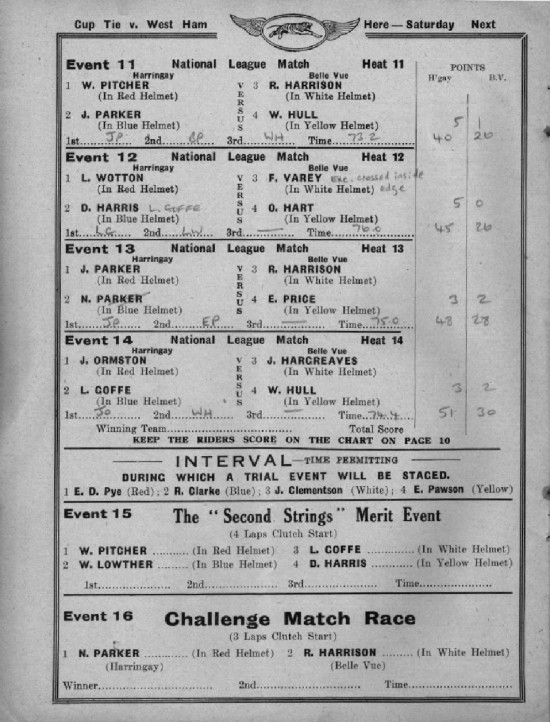 Cup Tie v. West Ham Here—Saturday Next
Event 11 National League Match Heat 11 POINTS
Harringay Belle Vue H'gay B.V.
1 W. PITCHER VERSUS 3 R. HARRISON
(In Red Helmet) (In White Helmet)
2 J. PARKER 4 W. HULL
(In Blue Helmet) (In Yellow Helmet) 5 1
1st JP 2nd BP 3rd WH Time 73.2 40 26
Event 12 National League Match Heat 12
Harringay Belle Vue
1 L. WOTTON VERSUS 3 F. VAREY Exc. crossed inside
(In Red Helmet) (In White Helmet) edge
2 D. HARRIS L. GOFFE 4 O. HART 5 0
(In Blue Helmet) (In Yellow Helmet)
1st LG 2nd LW 3rd — Time 76.0 45 26
Event 13 National League Match Heat 13
Harringay Belle Vue
1 J. PARKER VERSUS 3 R. HARRISON
(In Red Helmet) (In White Helmet)
2 N. PARKER 4 E. PRICE 3 2
(In Blue Helmet) (In Yellow Helmet)
1st JP 2nd EP 3rd — Time 75.0 48 28
Event 14 National League Match Heat 14
Harringay Belle Vue
1 J. ORMSTON VERSUS 3 J. HARGREAVES
(In Red Helmet) (In White Helmet)
2 L. GOFFE 4 W. HULL 3 2
(In Blue Helmet) (In Yellow Helmet)
1st JO 2nd WH 3rd — Time 74.4 51 30
Winning Team Total Score
KEEP THE RIDERS SCORE ON THE CHART ON PAGE 10
INTERVAL—TIME PERMITTING
DURING WHICH A TRIAL EVENT WILL BE STAGED.
1 E. D. Pye (Red); 2 R. Clarke (Blue); 3 J. Clementson (White); 4 E. Pawson (Yellow)
Event 15 The "Second Strings" Merit Event
(4 Laps Clutch Start)
1 W. PITCHER (In Red Helmet) 3 L. GOFFE (In White Helmet)
2 W. LOWTHER (In Blue Helmet) 4 D. HARRIS (In Yellow Helmet)
1st 2nd 3rd Time
Event 16 Challenge Match Race
(3 Laps Clutch Start)
1 N. PARKER (In Red Helmet) 2 R. HARRISON (In White Helmet)
(Harringay) (Belle Vue)
Winner 2nd Time